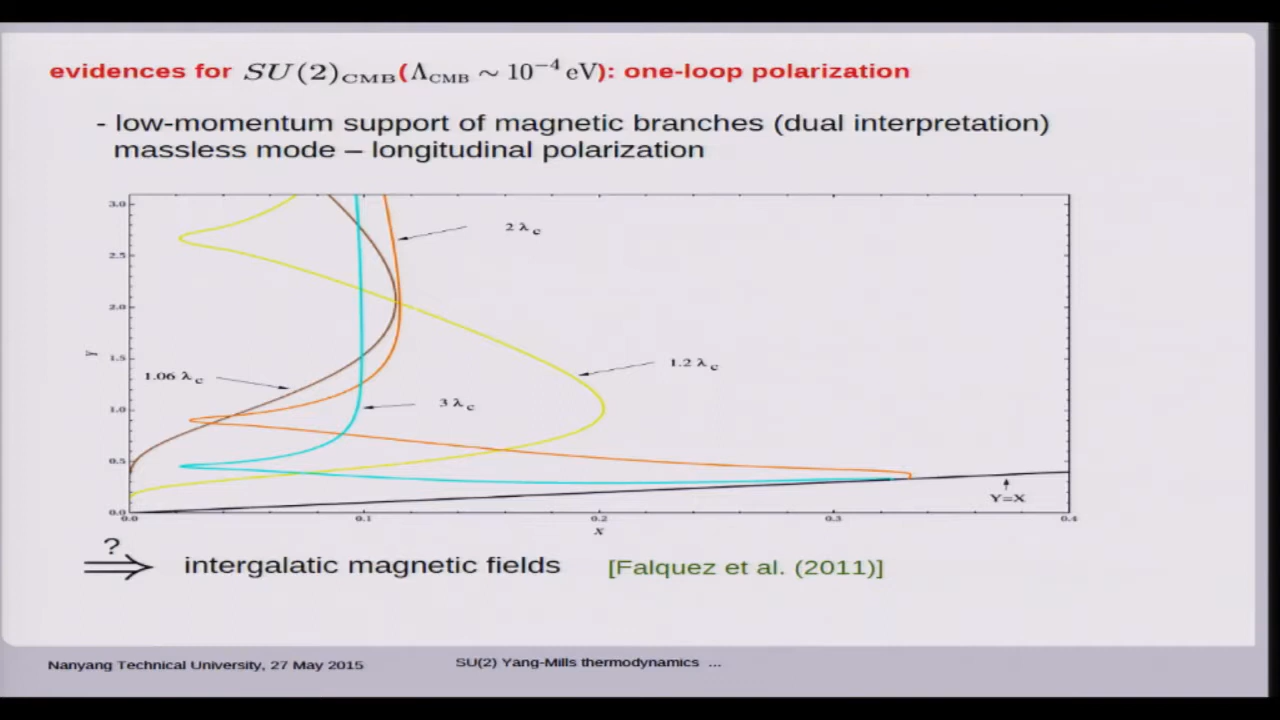 evidences for SU(2)CMB(ΛCMB ∼ 10⁻⁴ eV): one-loop polarization
- low-momentum support of magnetic branches (dual interpretation)
massless mode – longitudinal polarization
3.0
2.5
2.0
1.5
1.0
0.5
0.0
Y
2 λc
1.2 λc
1.06 λc
3 λc
Y=X
0.0 0.1 0.2 0.3 0.4
X
?
intergalatic magnetic fields [Falquez et al. (2011)]
Nanyang Technical University, 27 May 2015 SU(2) Yang-Mills thermodynamics ...